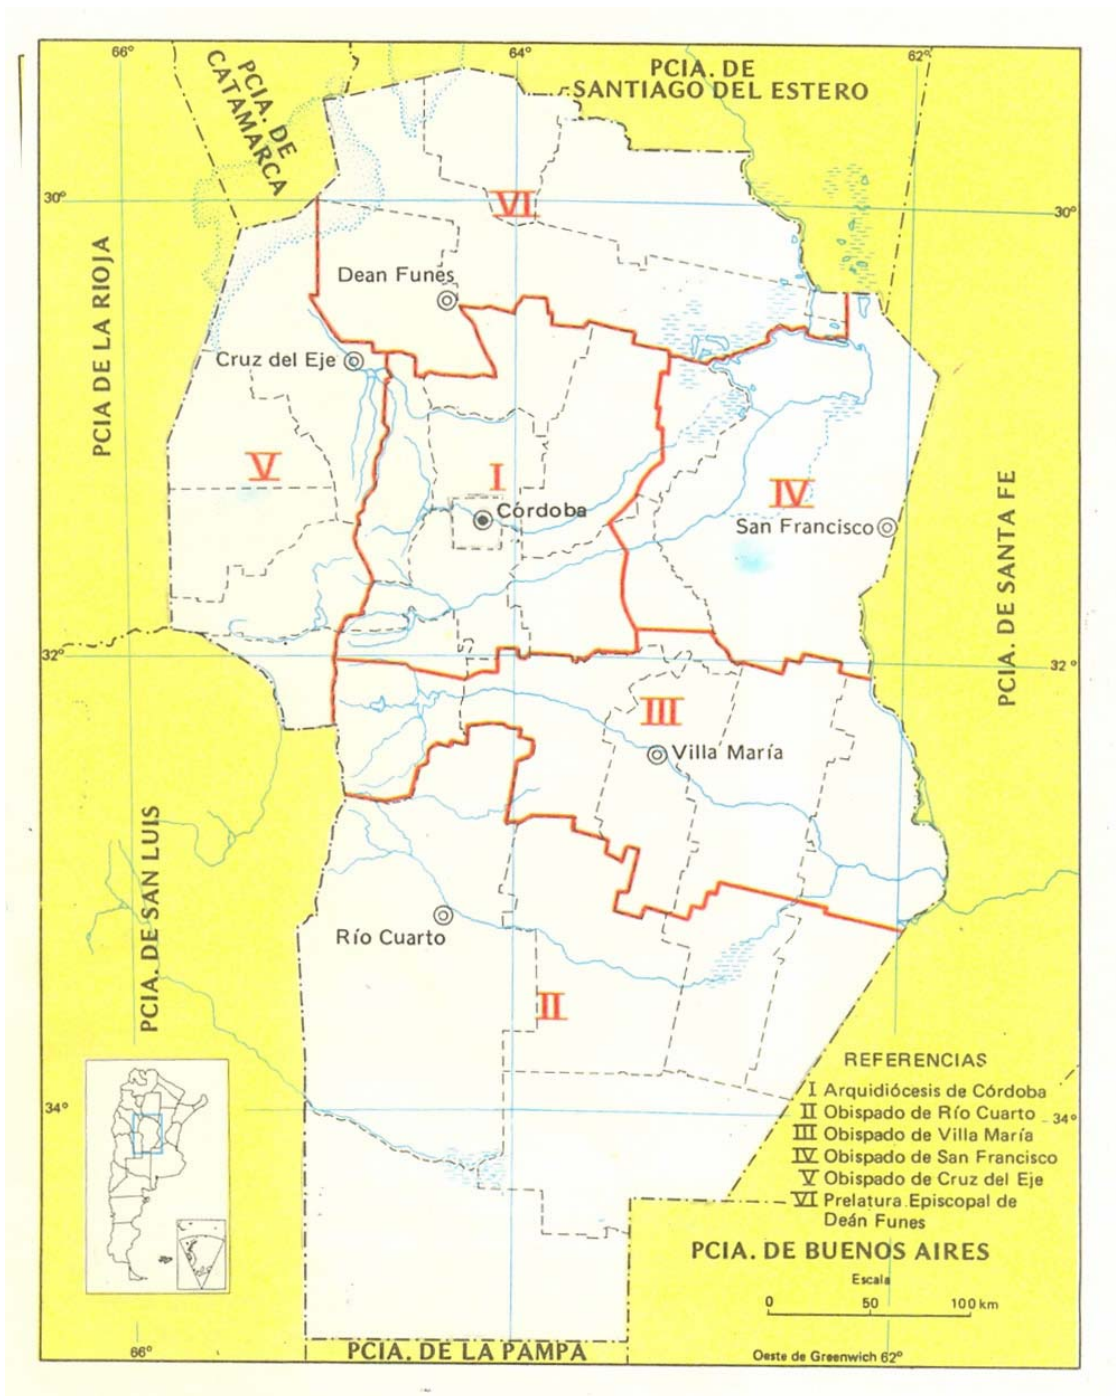 66°
64°
62°
PCIA. DE
CATAMARCA
PCIA. DE
SANTIAGO DEL ESTERO
30°
30°
VI
PCIA DE LA RIOJA
Dean Funes
Cruz del Eje
V
I
Córdoba
IV
San Francisco
PCIA. DE SANTA FE
32°
32°
III
Villa María
PCIA. DE SAN LUIS
Río Cuarto
II
REFERENCIAS
I Arquidiócesis de Córdoba
II Obispado de Río Cuarto
III Obispado de Villa María
IV Obispado de San Francisco
V Obispado de Cruz del Eje
VI Prelatura Episcopal de
Deán Funes
34°
34°
PCIA. DE BUENOS AIRES
Escala
0 50 100 km
PCIA. DE LA PAMPA
66°
Oeste de Greenwich 62°